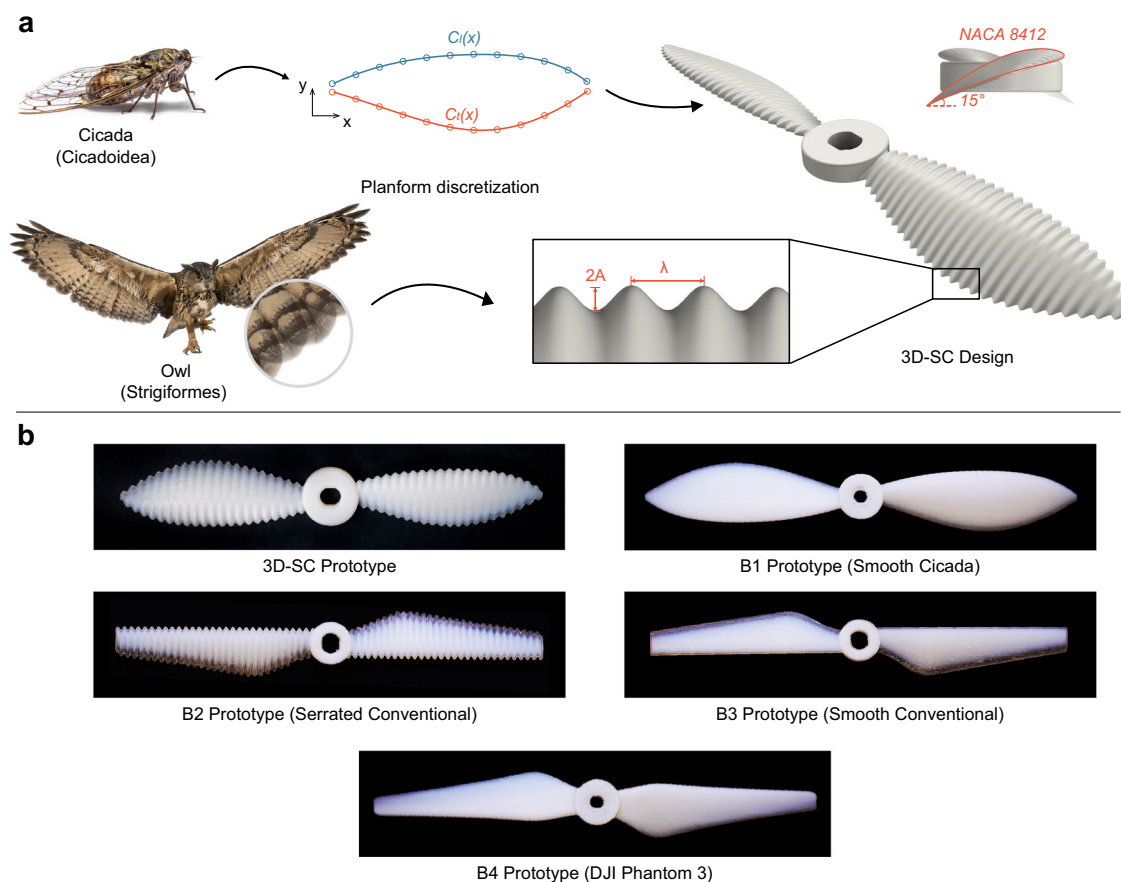 a
Cicada
(Cicadoidea)
y
x
Cl(x)
Ct(x)
Planform discretization
NACA 8412
15°
Owl
(Strigiformes)
2A
λ
3D-SC Design
b
3D-SC Prototype
B1 Prototype (Smooth Cicada)
B2 Prototype (Serrated Conventional)
B3 Prototype (Smooth Conventional)
B4 Prototype (DJI Phantom 3)